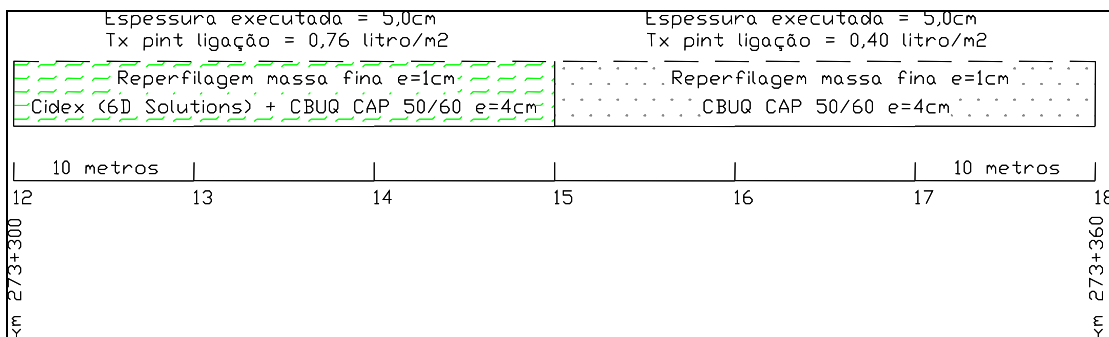 Espessura executada = 5,0cm
Tx pint ligação = 0,76 litro/m2
Espessura executada = 5,0cm
Tx pint ligação = 0,40 litro/m2
Reperfilagem massa fina e=1cm
Cidex (6D Solutions) + CBUQ CAP 50/60 e=4cm
Reperfilagem massa fina e=1cm
CBUQ CAP 50/60 e=4cm
10 metros
10 metros
12 13 14 15 16 17 18
km 273+300
km 273+360